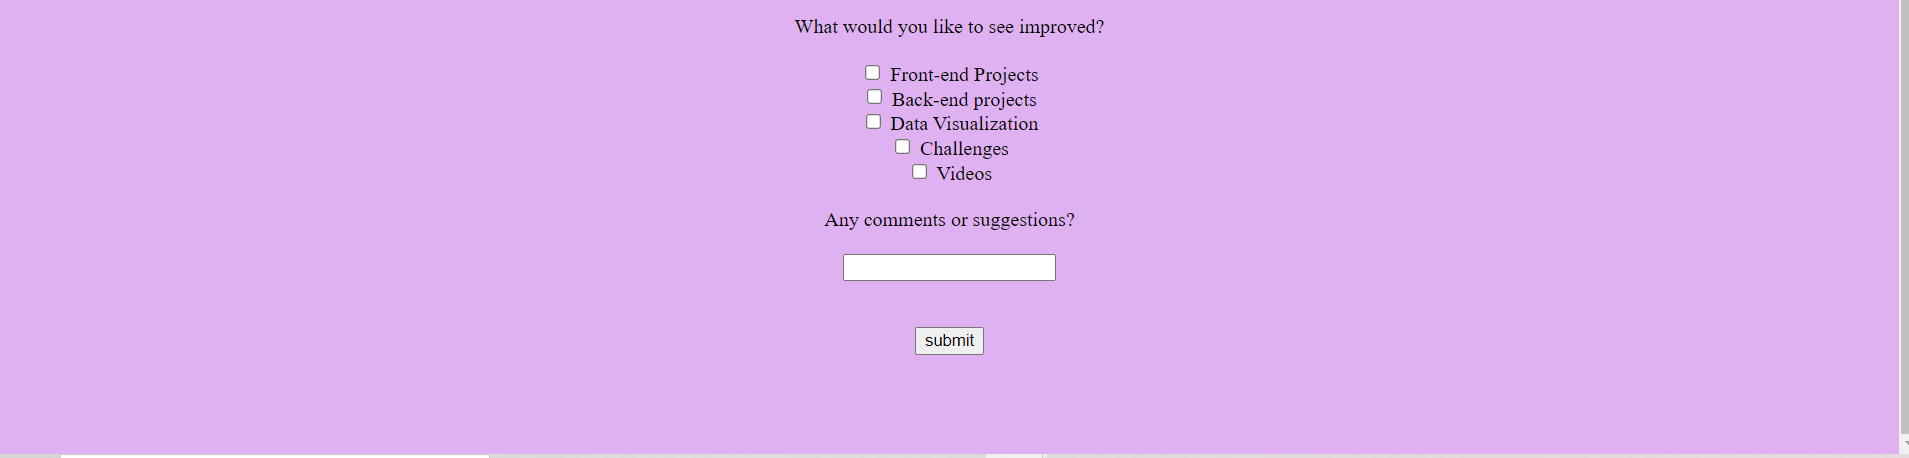 What would you like to see improved?
Front-end Projects
Back-end projects
Data Visualization
Challenges
Videos
Any comments or suggestions?
submit